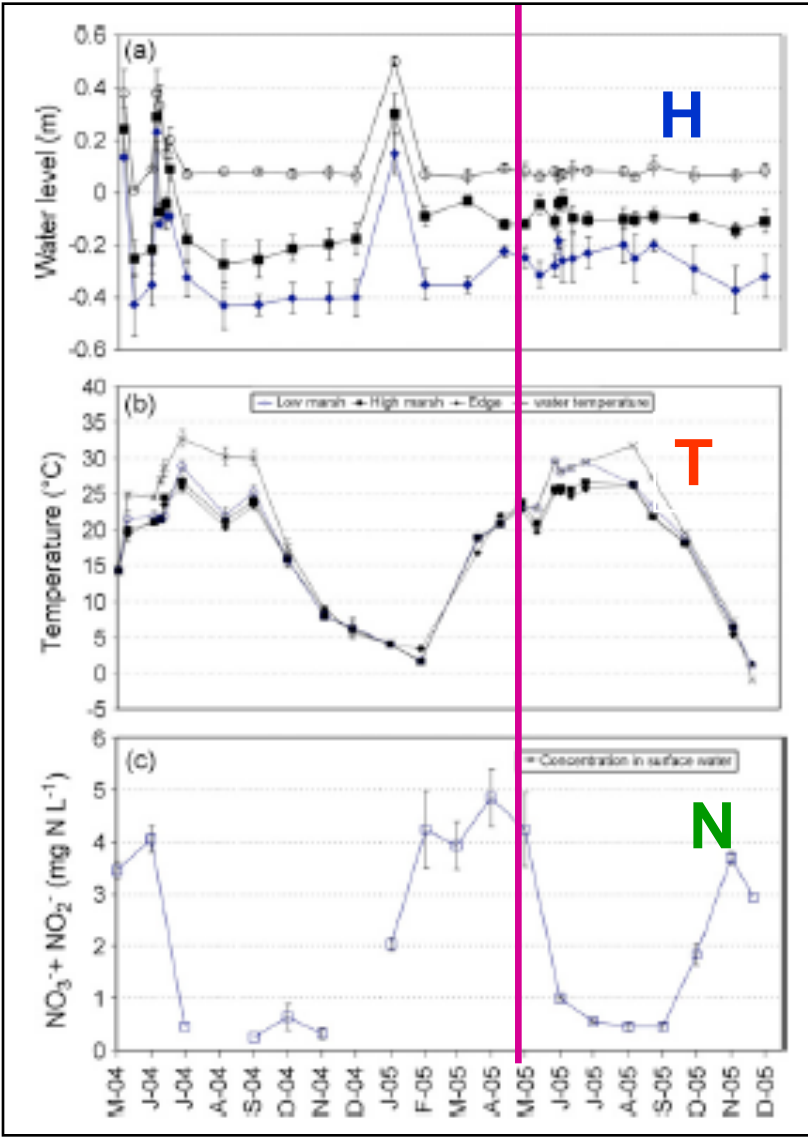 0.6
(a)
0.4
0.2
0
-0.2
-0.4
-0.6
Water level (m)
H
40
35
30
25
20
15
10
5
0
-5
(b)
Low marsh High marsh Edge water temperature
Temperature (°C)
T
6
5
4
3
2
1
0
(c)
Concentration in surface water
NO₃⁻+ NO₂⁻ (mg N L⁻¹)
N
M-04
J-04
J-04
A-04
S-04
O-04
N-04
D-04
J-05
F-05
M-05
A-05
M-05
J-05
J-05
A-05
S-05
O-05
N-05
D-05